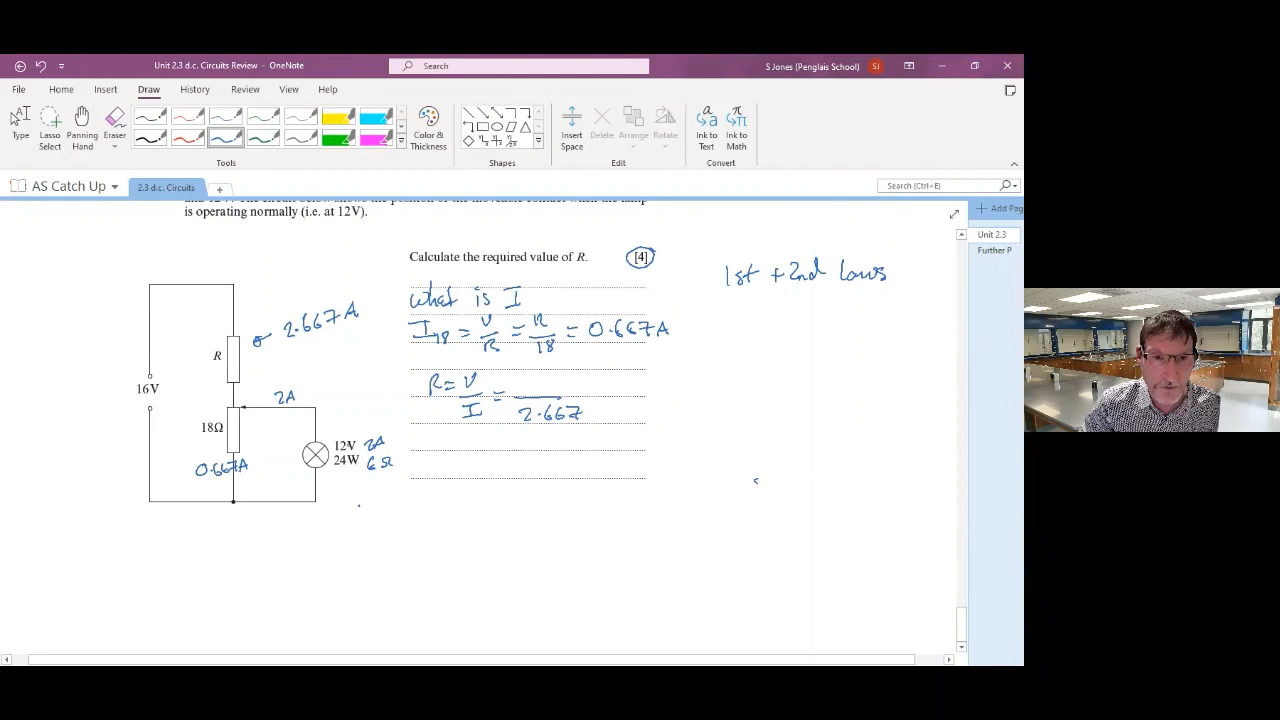 Unit 2.3 d.c. Circuits Review - OneNote
Search
S Jones (Penglais School)
SJ
File
Home
Insert
Draw
History
Review
View
Help
Type
Lasso Select
Panning Hand
Eraser
Color & Thickness
Insert Space
Delete
Arrange
Rotate
Ink to Text
Ink to Math
Tools
Shapes
Edit
Convert
AS Catch Up
2.3 d.c. Circuits
Search (Ctrl+E)
is operating normally (i.e. at 12V).
Add Pag
Unit 2.3
Further P
Calculate the required value of R. [4]
1st + 2nd Laws
what is I
I18 = V/R = 12/18 = 0.667A
R = V/I = /2.667
2.667A
R
16V
2A
18Ω
0.667A
12V 2A
24W 6Ω